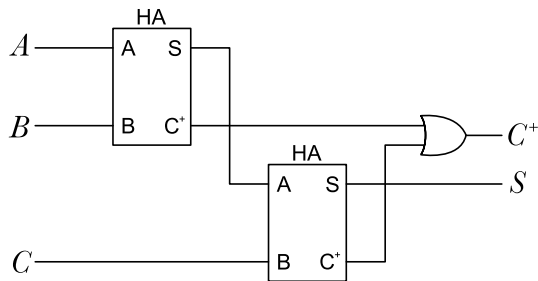 HA
A A S
B B C⁺ C⁺
HA
A S S
C B C⁺